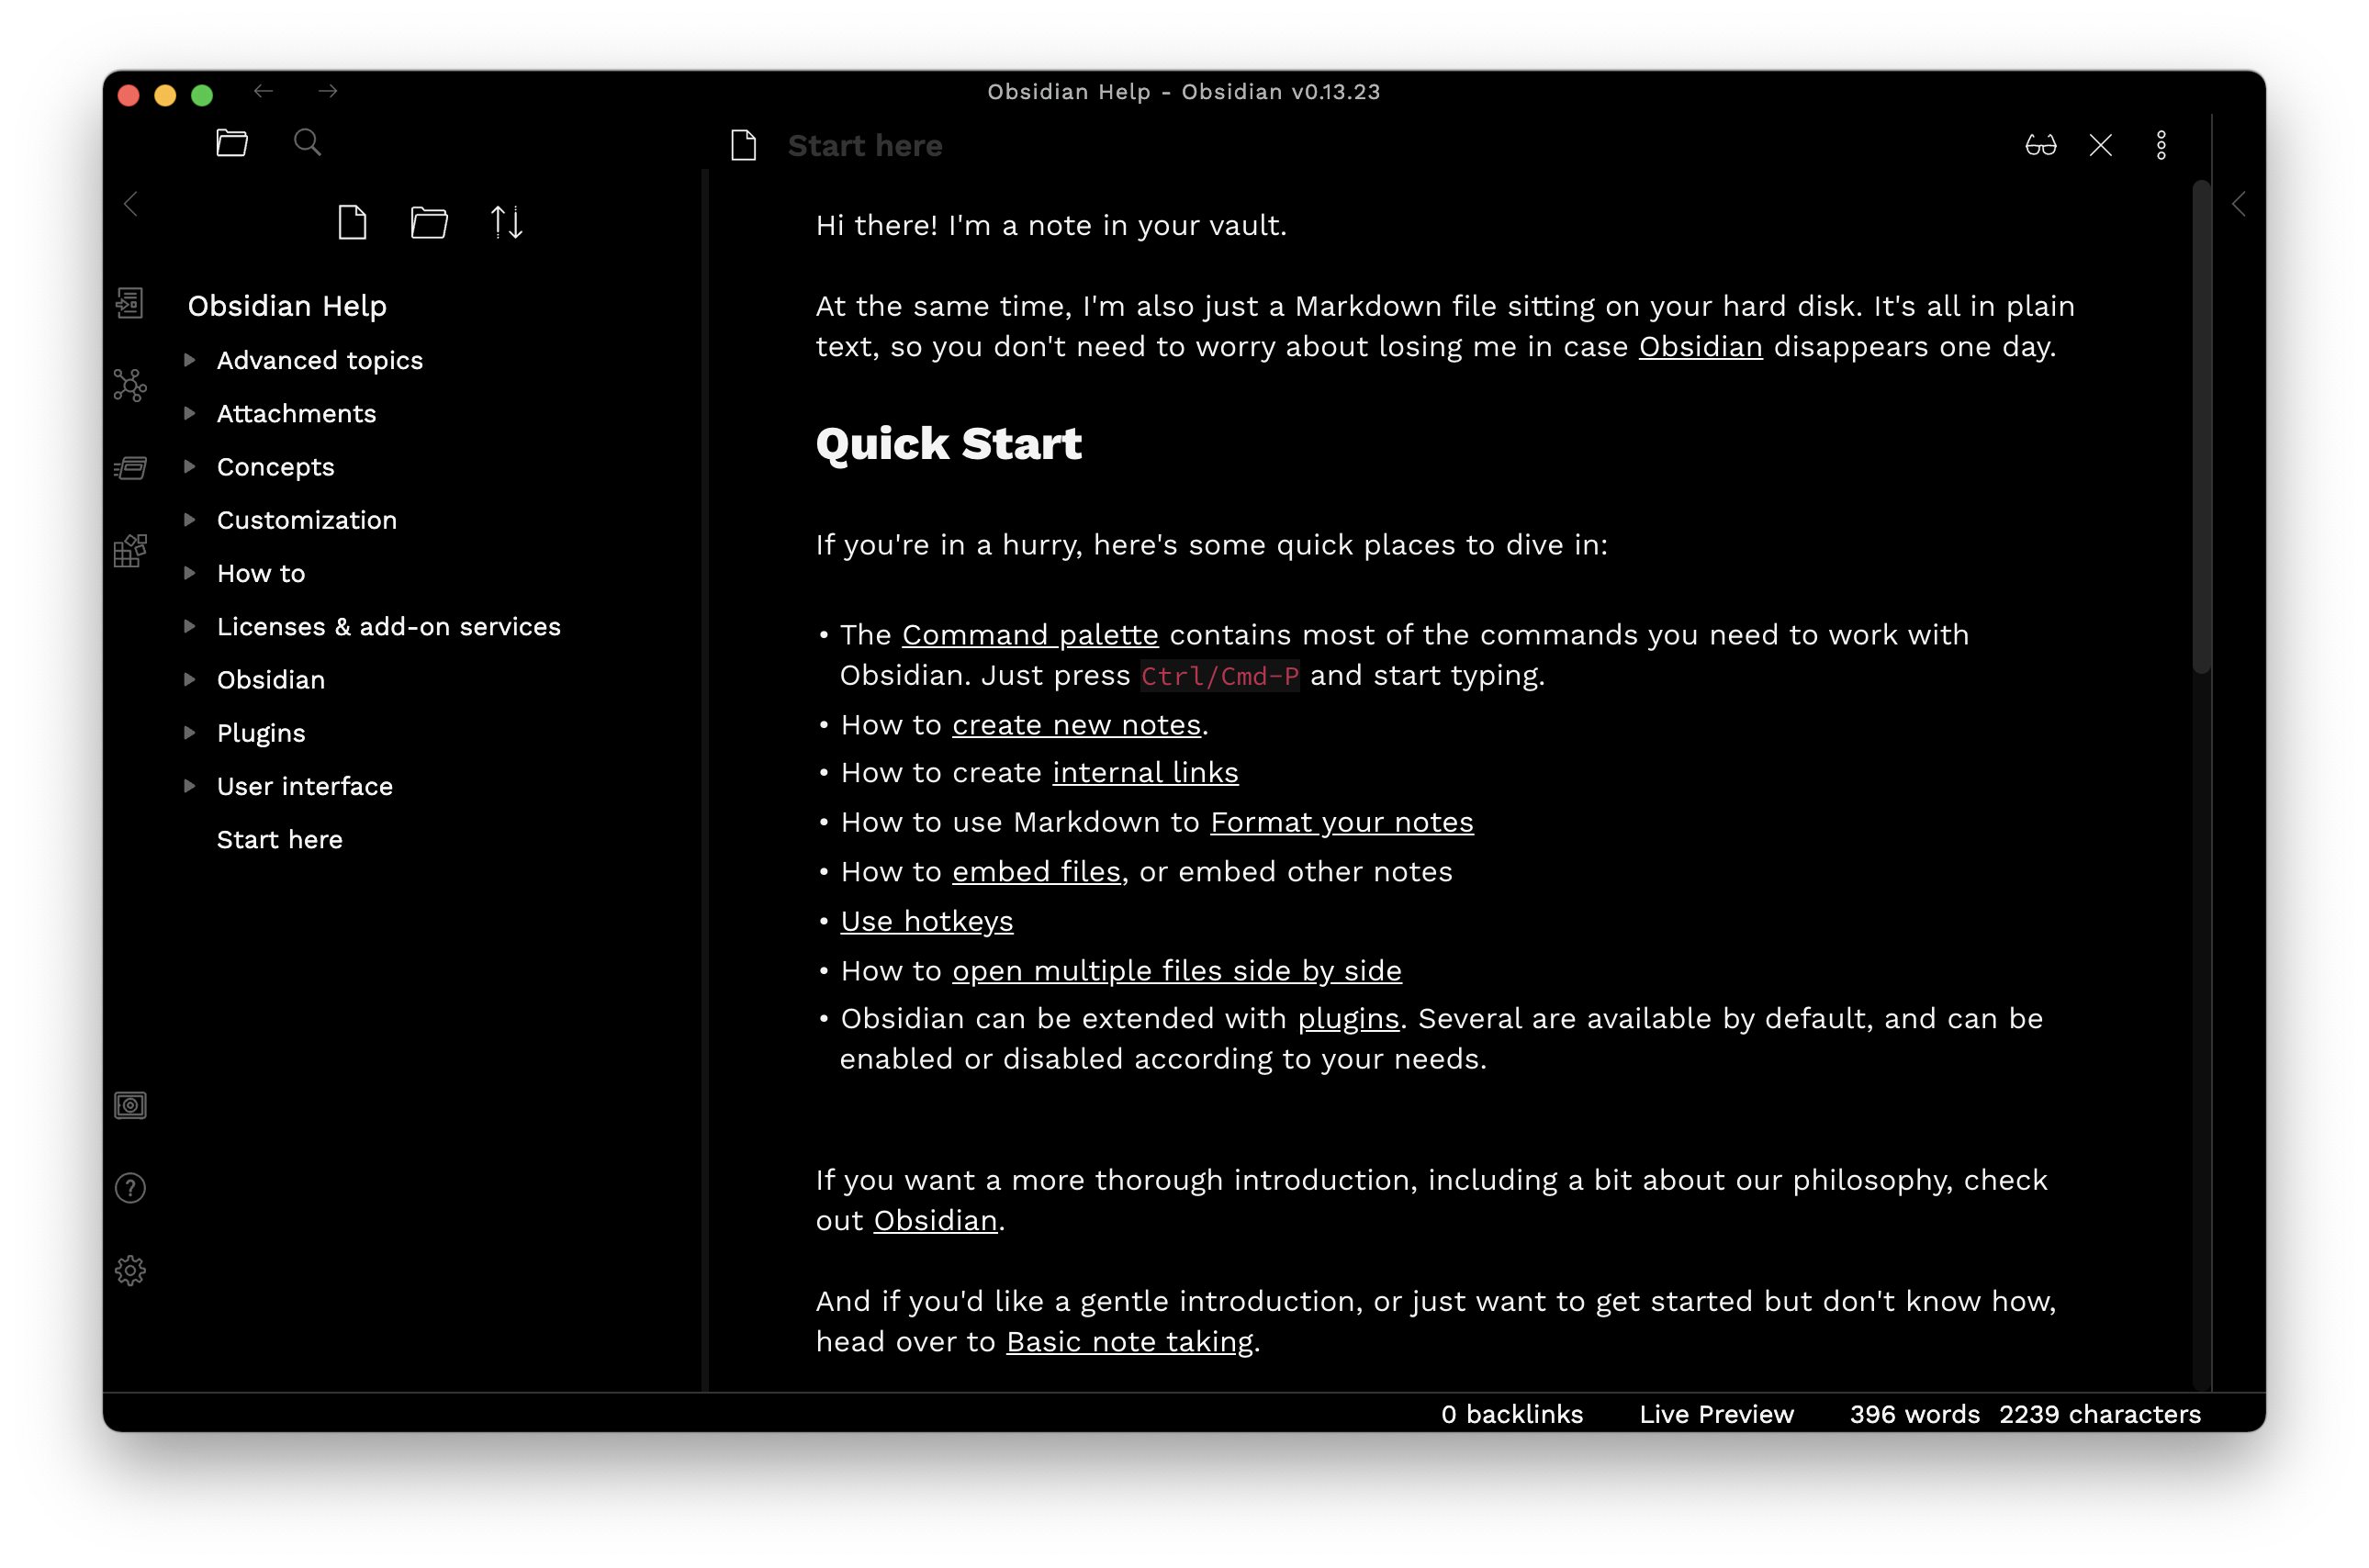 Obsidian Help - Obsidian v0.13.23
Start here
Obsidian Help
Advanced topics
Attachments
Concepts
Customization
How to
Licenses & add-on services
Obsidian
Plugins
User interface
Start here
Hi there! I'm a note in your vault.
At the same time, I'm also just a Markdown file sitting on your hard disk. It's all in plain
text, so you don't need to worry about losing me in case Obsidian disappears one day.
Quick Start
If you're in a hurry, here's some quick places to dive in:
• The Command palette contains most of the commands you need to work with
Obsidian. Just press Ctrl/Cmd-P and start typing.
• How to create new notes.
• How to create internal links
• How to use Markdown to Format your notes
• How to embed files, or embed other notes
• Use hotkeys
• How to open multiple files side by side
• Obsidian can be extended with plugins. Several are available by default, and can be
enabled or disabled according to your needs.
If you want a more thorough introduction, including a bit about our philosophy, check
out Obsidian.
And if you'd like a gentle introduction, or just want to get started but don't know how,
head over to Basic note taking.
0 backlinks Live Preview 396 words 2239 characters